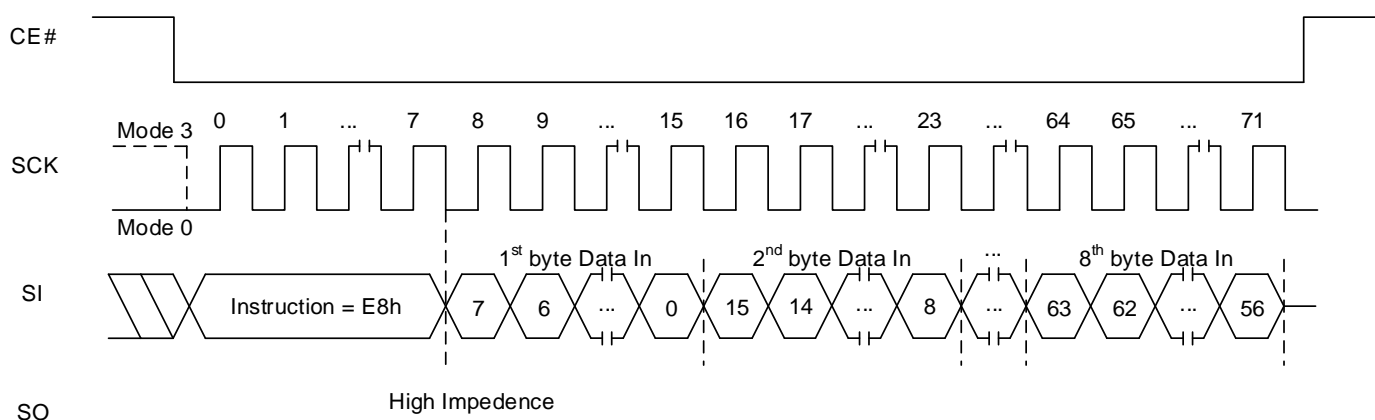 CE#
Mode 3 0 1 ... 7 8 9 ... 15 16 17 ... 23 ... 64 65 ... 71
SCK
Mode 0
1st byte Data In 2nd byte Data In ... 8th byte Data In
SI Instruction = E8h 7 6 ... 0 15 14 ... 8 ... 63 62 ... 56
High Impedence
SO